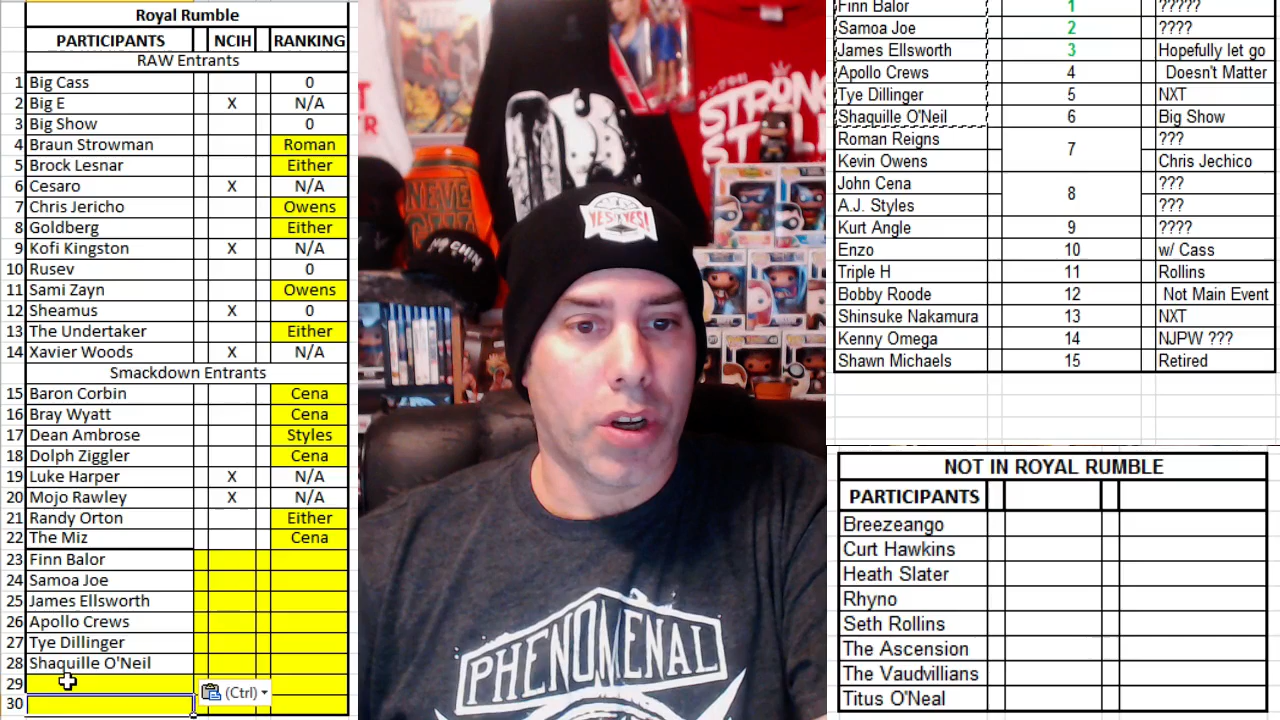 Royal Rumble
PARTICIPANTS NCIH RANKING
RAW Entrants
1 Big Cass 0
2 Big E X N/A
3 Big Show 0
4 Braun Strowman Roman
5 Brock Lesnar Either
6 Cesaro X N/A
7 Chris Jericho Owens
8 Goldberg Either
9 Kofi Kingston X N/A
10 Rusev 0
11 Sami Zayn Owens
12 Sheamus X 0
13 The Undertaker Either
14 Xavier Woods X N/A
Smackdown Entrants
15 Baron Corbin Cena
16 Bray Wyatt Cena
17 Dean Ambrose Styles
18 Dolph Ziggler Cena
19 Luke Harper X N/A
20 Mojo Rawley X N/A
21 Randy Orton Either
22 The Miz Cena
23 Finn Balor
24 Samoa Joe
25 James Ellsworth
26 Apollo Crews
27 Tye Dillinger
28 Shaquille O'Neil
29
30
(Ctrl)
STRONG
STYLE
NEVER
NO CHIN
YES! YES!
PHENOMENAL
Finn Balor 1 ?????
Samoa Joe 2 ????
James Ellsworth 3 Hopefully let go
Apollo Crews 4 Doesn't Matter
Tye Dillinger 5 NXT
Shaquille O'Neil 6 Big Show
Roman Reigns 7 ???
Kevin Owens Chris Jechico
John Cena 8 ???
A.J. Styles ???
Kurt Angle 9 ????
Enzo 10 w/ Cass
Triple H 11 Rollins
Bobby Roode 12 Not Main Event
Shinsuke Nakamura 13 NXT
Kenny Omega 14 NJPW ???
Shawn Michaels 15 Retired
NOT IN ROYAL RUMBLE
PARTICIPANTS
Breezeango
Curt Hawkins
Heath Slater
Rhyno
Seth Rollins
The Ascension
The Vaudvillians
Titus O'Neal